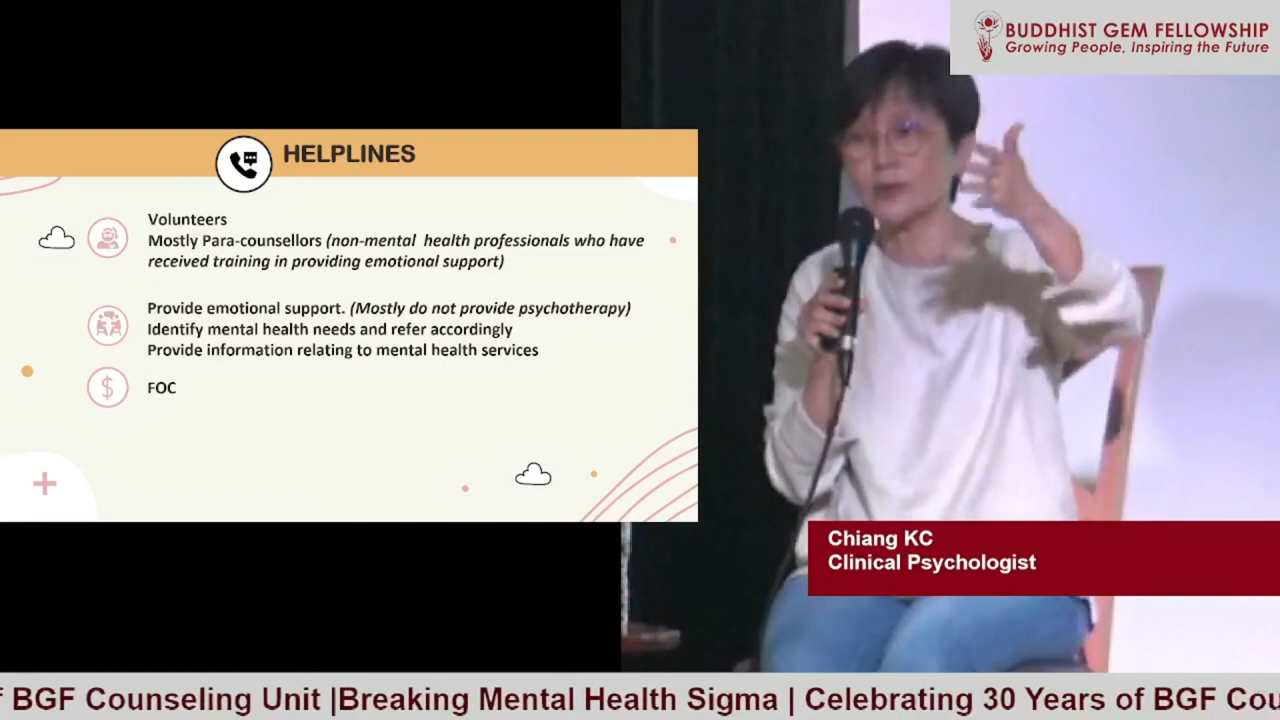 BUDDHIST GEM FELLOWSHIP
Growing People, Inspiring the Future
HELPLINES
Volunteers
Mostly Para-counsellors (non-mental health professionals who have
received training in providing emotional support)
Provide emotional support. (Mostly do not provide psychotherapy)
Identify mental health needs and refer accordingly
Provide information relating to mental health services
$
FOC
Chiang KC
Clinical Psychologist
f BGF Counseling Unit |Breaking Mental Health Sigma | Celebrating 30 Years of BGF Cou